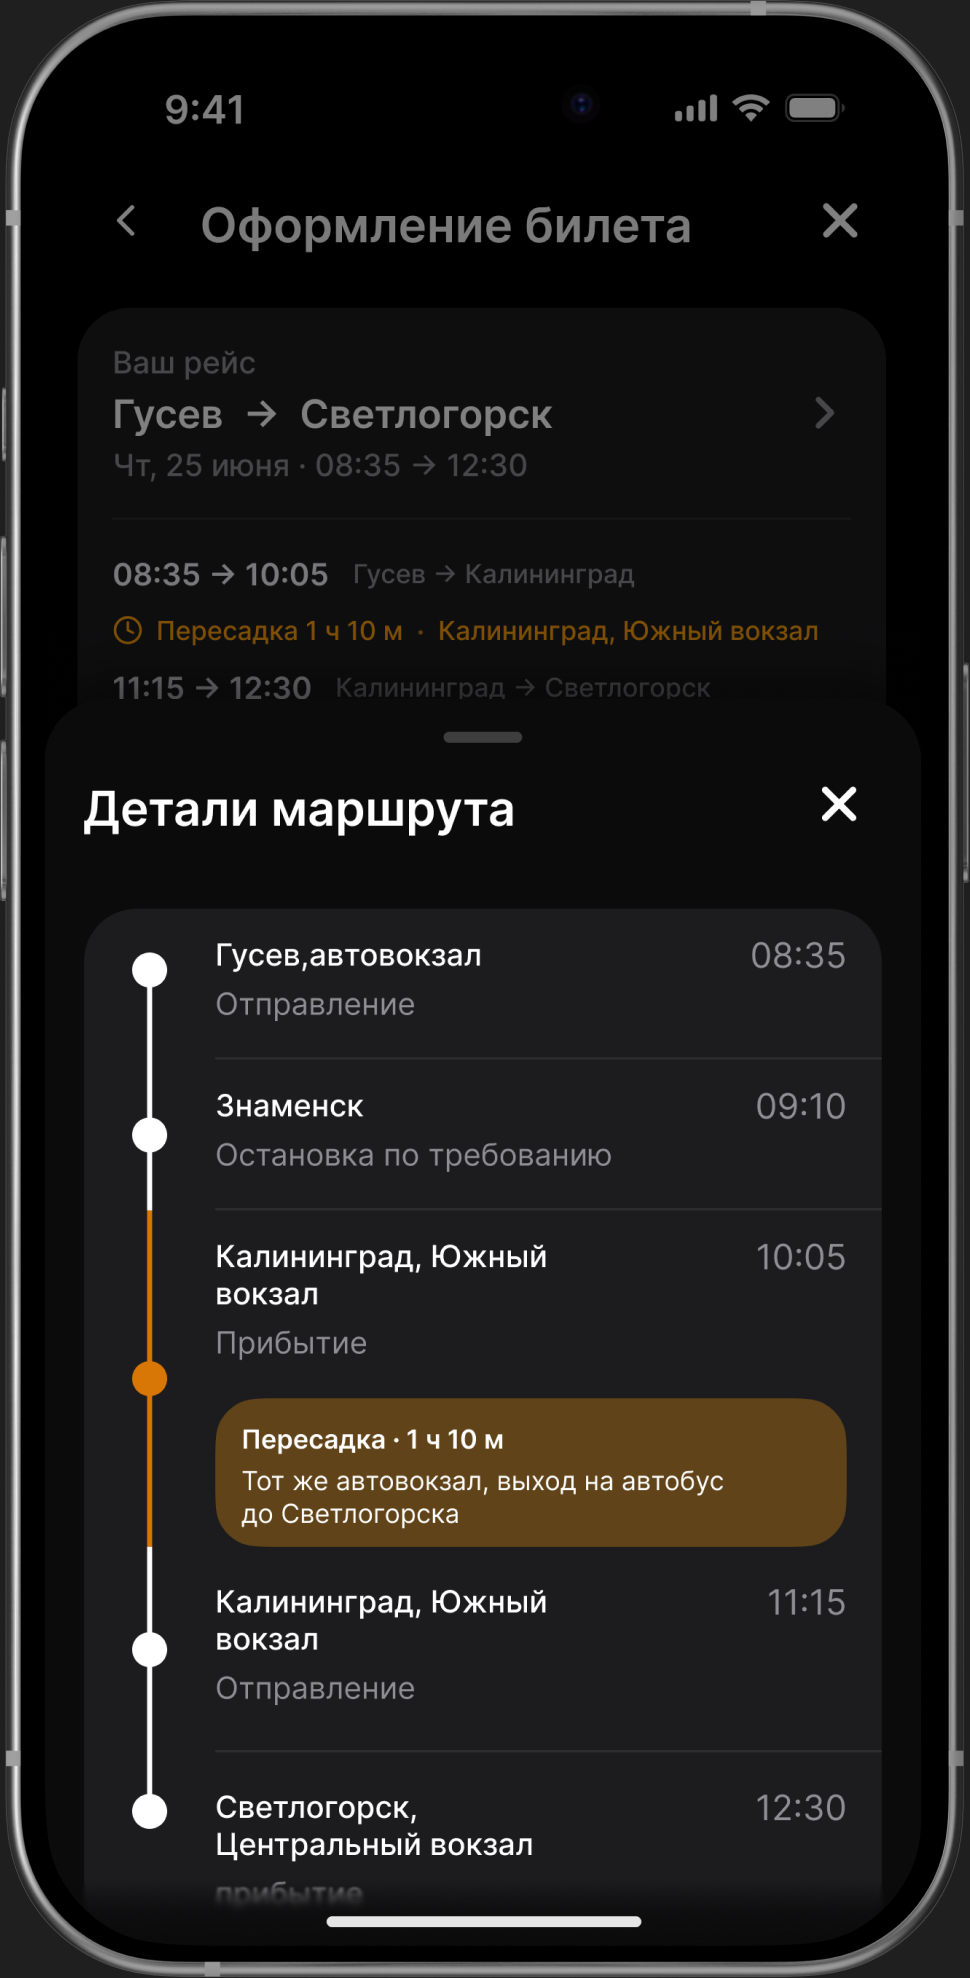 9:41
Оформление билета
Ваш рейс
Гусев → Светлогорск
Чт, 25 июня · 08:35 → 12:30
08:35 → 10:05 Гусев → Калининград
Пересадка 1 ч 10 м · Калининград, Южный вокзал
11:15 → 12:30 Калининград → Светлогорск
Детали маршрута
Гусев,автовокзал 08:35
Отправление
Знаменск 09:10
Остановка по требованию
Калининград, Южный 10:05
вокзал
Прибытие
Пересадка · 1 ч 10 м
Тот же автовокзал, выход на автобус
до Светлогорска
Калининград, Южный 11:15
вокзал
Отправление
Светлогорск, 12:30
Центральный вокзал
прибытие